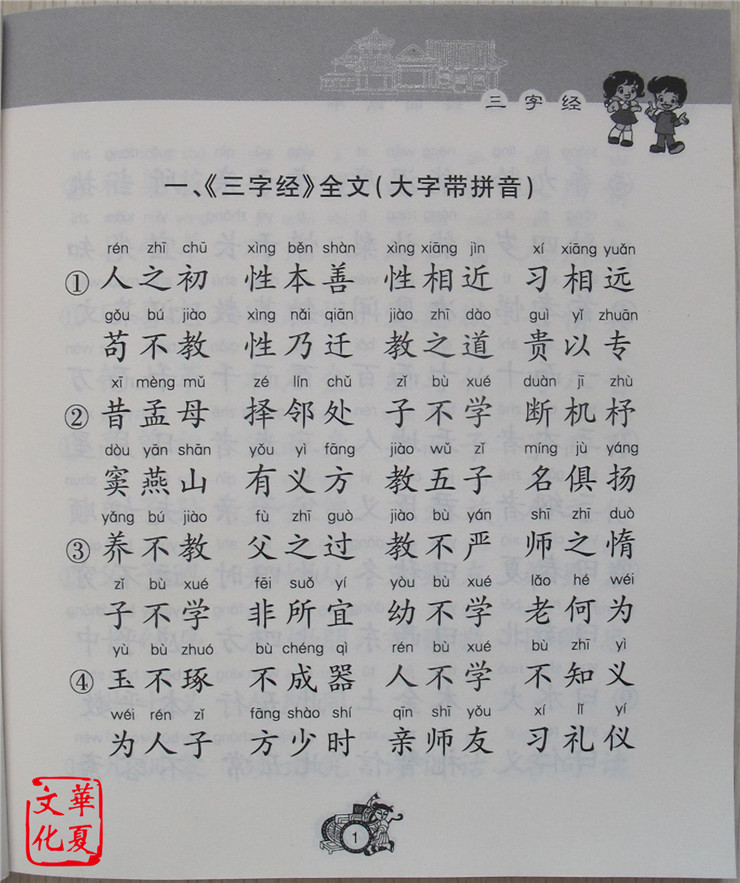 三字经
一、《三字经》全文(大字带拼音)
rén zhī chū xìng běn shàn xìng xiāng jìn xí xiāng yuǎn
①人之初 性本善 性相近 习相远
gǒu bú jiào xìng nǎi qiān jiào zhī dào guì yǐ zhuān
苟不教 性乃迁 教之道 贵以专
xī mèng mǔ zé lín chǔ zǐ bù xué duàn jī zhù
②昔孟母 择邻处 子不学 断机杼
dòu yān shān yǒu yì fāng jiào wǔ zǐ míng jù yáng
窦燕山 有义方 教五子 名俱扬
yǎng bú jiào fù zhī guò jiào bù yán shī zhī duò
③养不教 父之过 教不严 师之惰
zǐ bù xué fēi suǒ yí yòu bù xué lǎo hé wéi
子不学 非所宜 幼不学 老何为
yù bù zhuó bù chéng qì rén bù xué bù zhī yì
④玉不琢 不成器 人不学 不知义
wéi rén zǐ fāng shào shí qīn shī yǒu xí lǐ yí
为人子 方少时 亲师友 习礼仪
1
華夏
文化